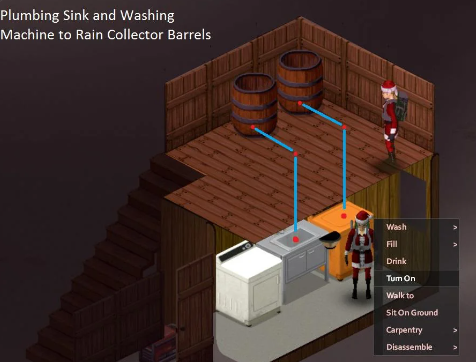 Plumbing Sink and Washing
Machine to Rain Collector Barrels
Wash >
Fill >
Drink
Turn On
Walk to
Sit On Ground
Carpentry >
Disassemble >